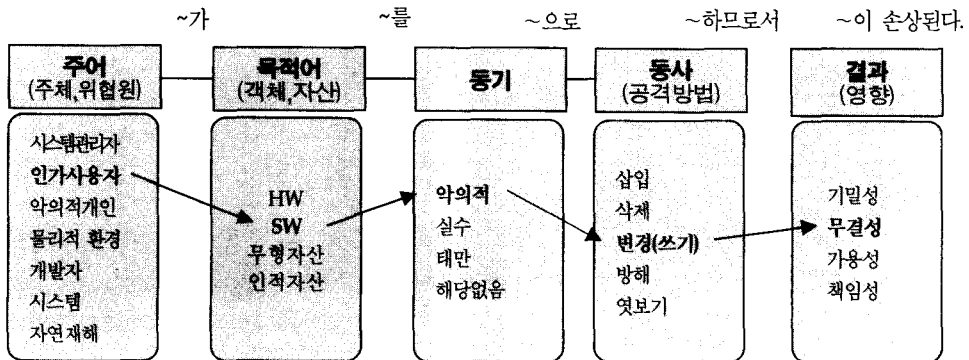 ~가 ~를 ~으로 ~하므로서 ~이 손상된다.
주어 목적어 동기 동사 결과
(주체,위협원) (객체,자산) (공격방법) (영향)
시스템관리자
인가사용자
악의적개인
물리적 환경
개발자
시스템
자연재해
HW
SW
무형자산
인적자산
악의적
실수
태만
해당없음
삽입
삭제
변경(쓰기)
방해
엿보기
기밀성
무결성
가용성
책임성